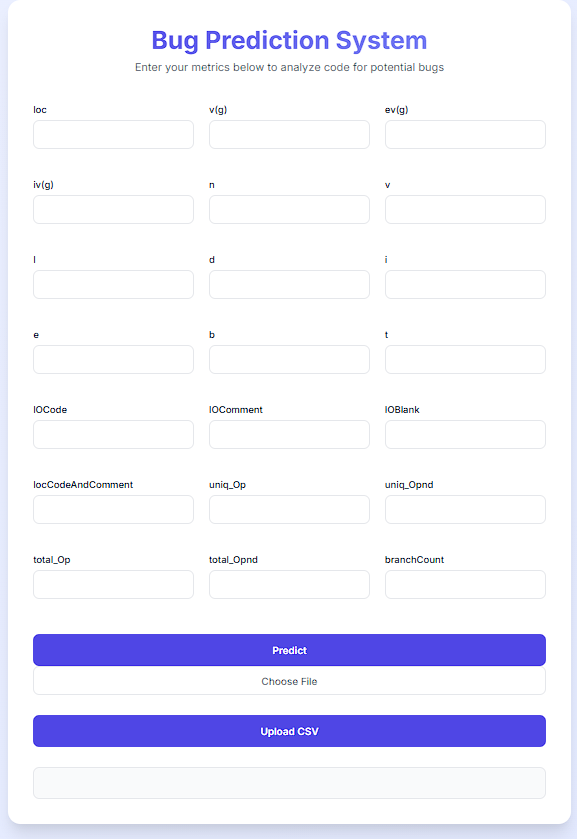 Bug Prediction System
Enter your metrics below to analyze code for potential bugs
loc v(g) ev(g)
iv(g) n v
l d i
e b t
lOCode lOComment lOBlank
locCodeAndComment uniq_Op uniq_Opnd
total_Op total_Opnd branchCount
Predict
Choose File
Upload CSV